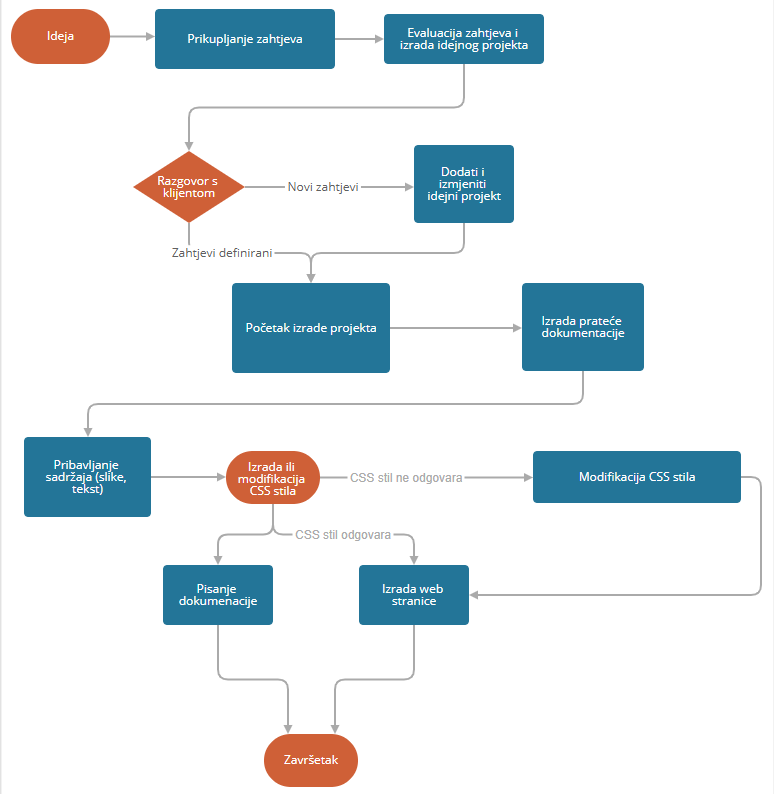 Ideja
Prikupljanje zahtjeva
Evaluacija zahtjeva i
izrada idejnog projekta
Razgovor s
klijentom
Novi zahtjevi
Dodati i
izmjeniti
idejni projekt
Zahtjevi definirani
Početak izrade projekta
Izrada prateće
dokumentacije
Pribavljanje
sadržaja (slike,
tekst)
Izrada ili
modifikacija
CSS stila
CSS stil ne odgovara
Modifikacija CSS stila
CSS stil odgovara
Pisanje
dokumenacije
Izrada web
stranice
Završetak